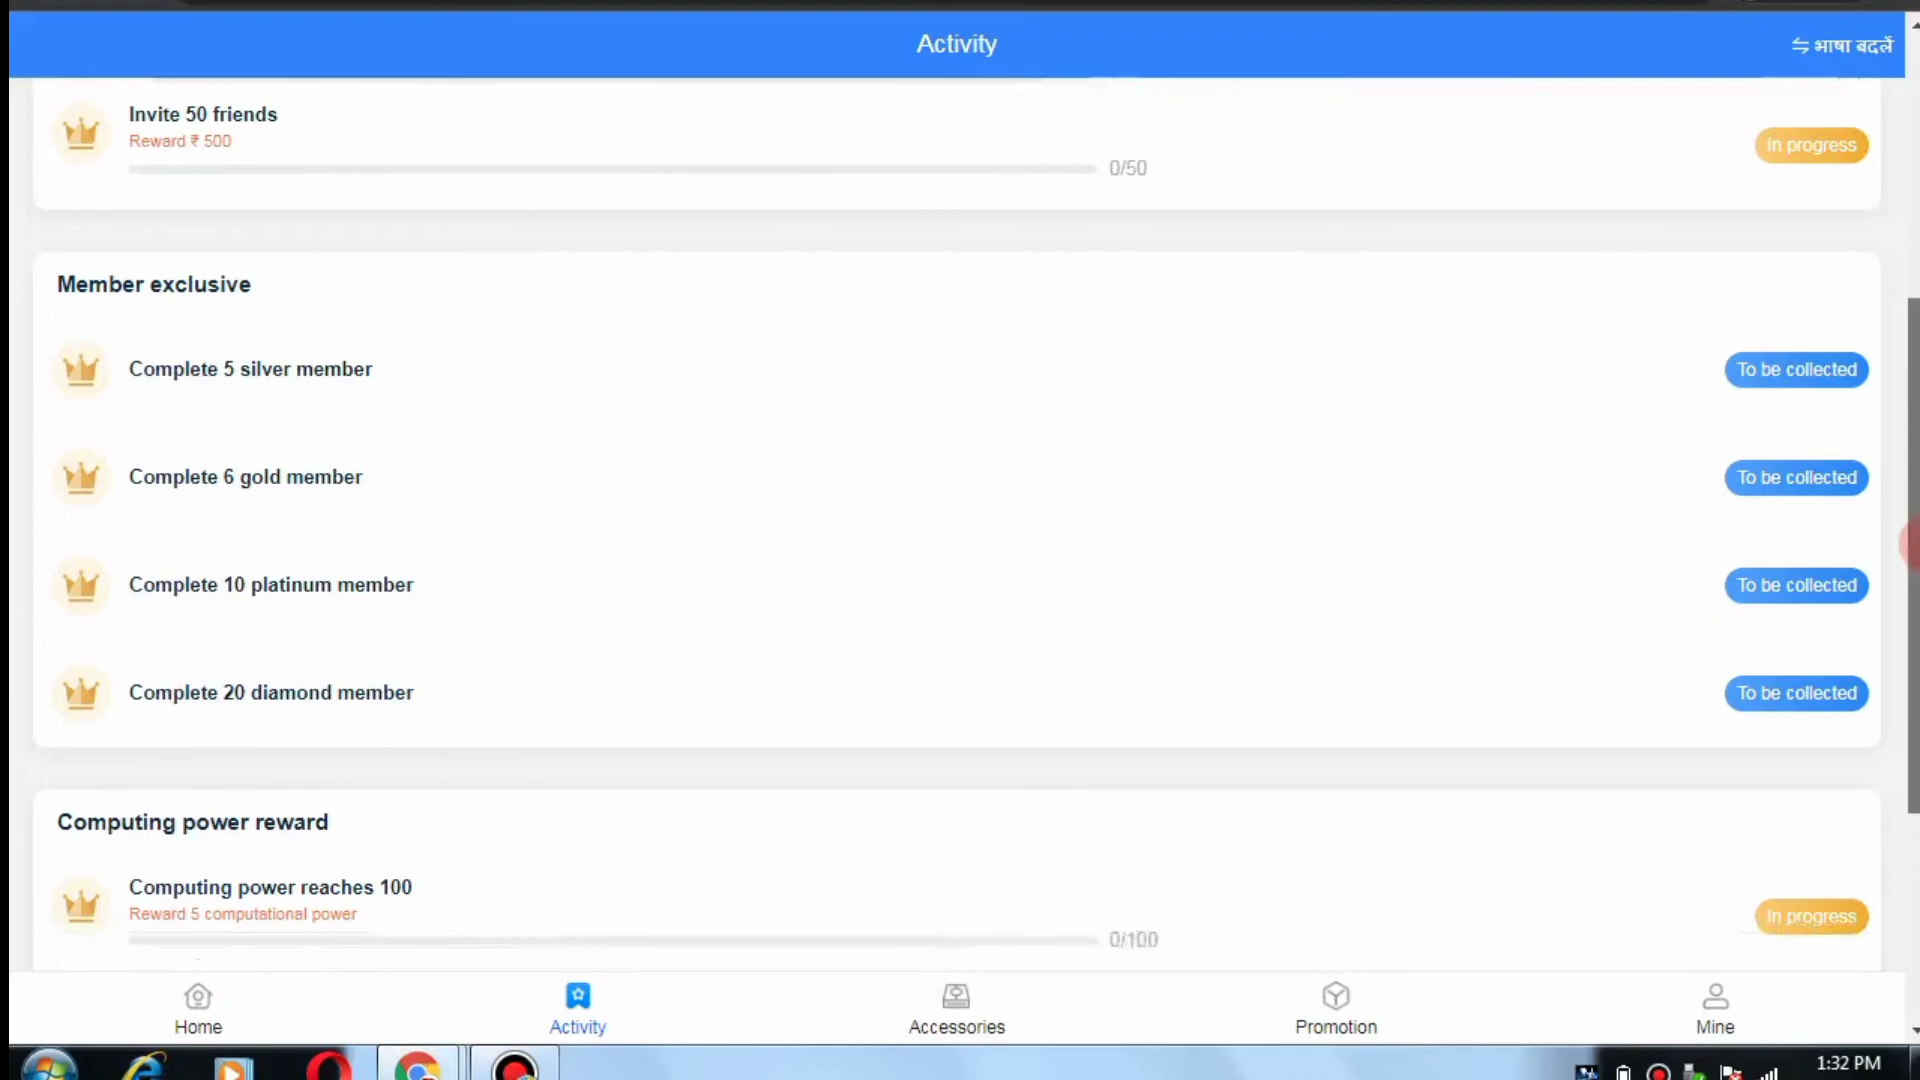 Activity
भाषा बदलें
Invite 50 friends
Reward ₹ 500
0/50
In progress
Member exclusive
Complete 5 silver member
To be collected
Complete 6 gold member
To be collected
Complete 10 platinum member
To be collected
Complete 20 diamond member
To be collected
Computing power reward
Computing power reaches 100
Reward 5 computational power
0/100
In progress
Home
Activity
Accessories
Promotion
Mine
1:32 PM